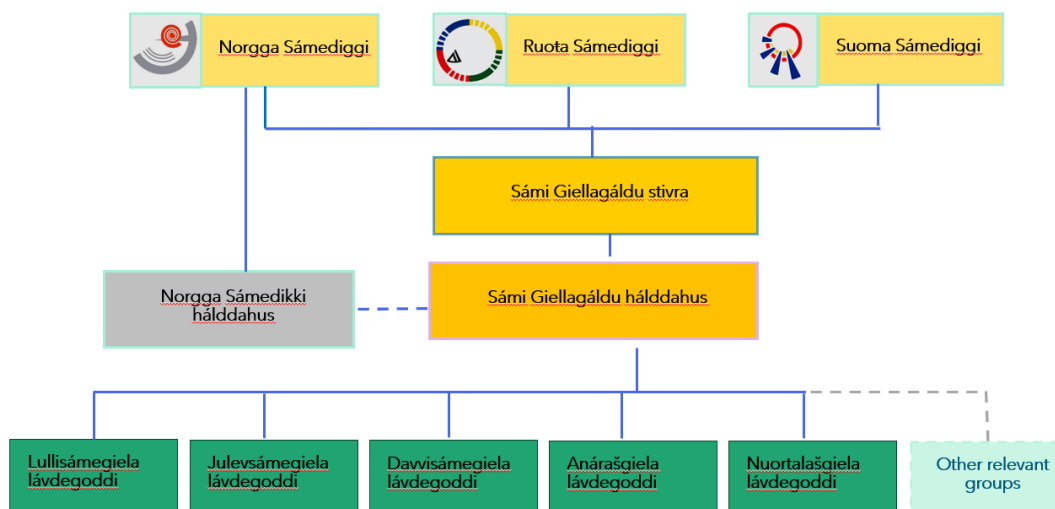 Norgga Sámediggi
Ruoŧa Sámediggi
Suoma Sámediggi
Sámi Giellagáldu stivra
Norgga Sámedikki
hálddahus
Sámi Giellagáldu hálddahus
Lullisámegiela
lávdegoddi
Julevsámegiela
lávdegoddi
Davvisámegiela
lávdegoddi
Anárašgiela
lávdegoddi
Nuortalašgiela
lávdegoddi
Other relevant
groups